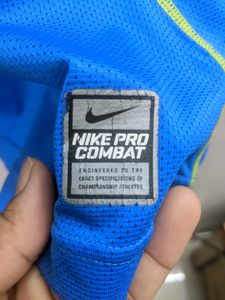 NIKE PRO
COMBAT
ENGINEERED TO THE
EXACT SPECIFICATIONS OF
CHAMPIONSHIP ATHLETES